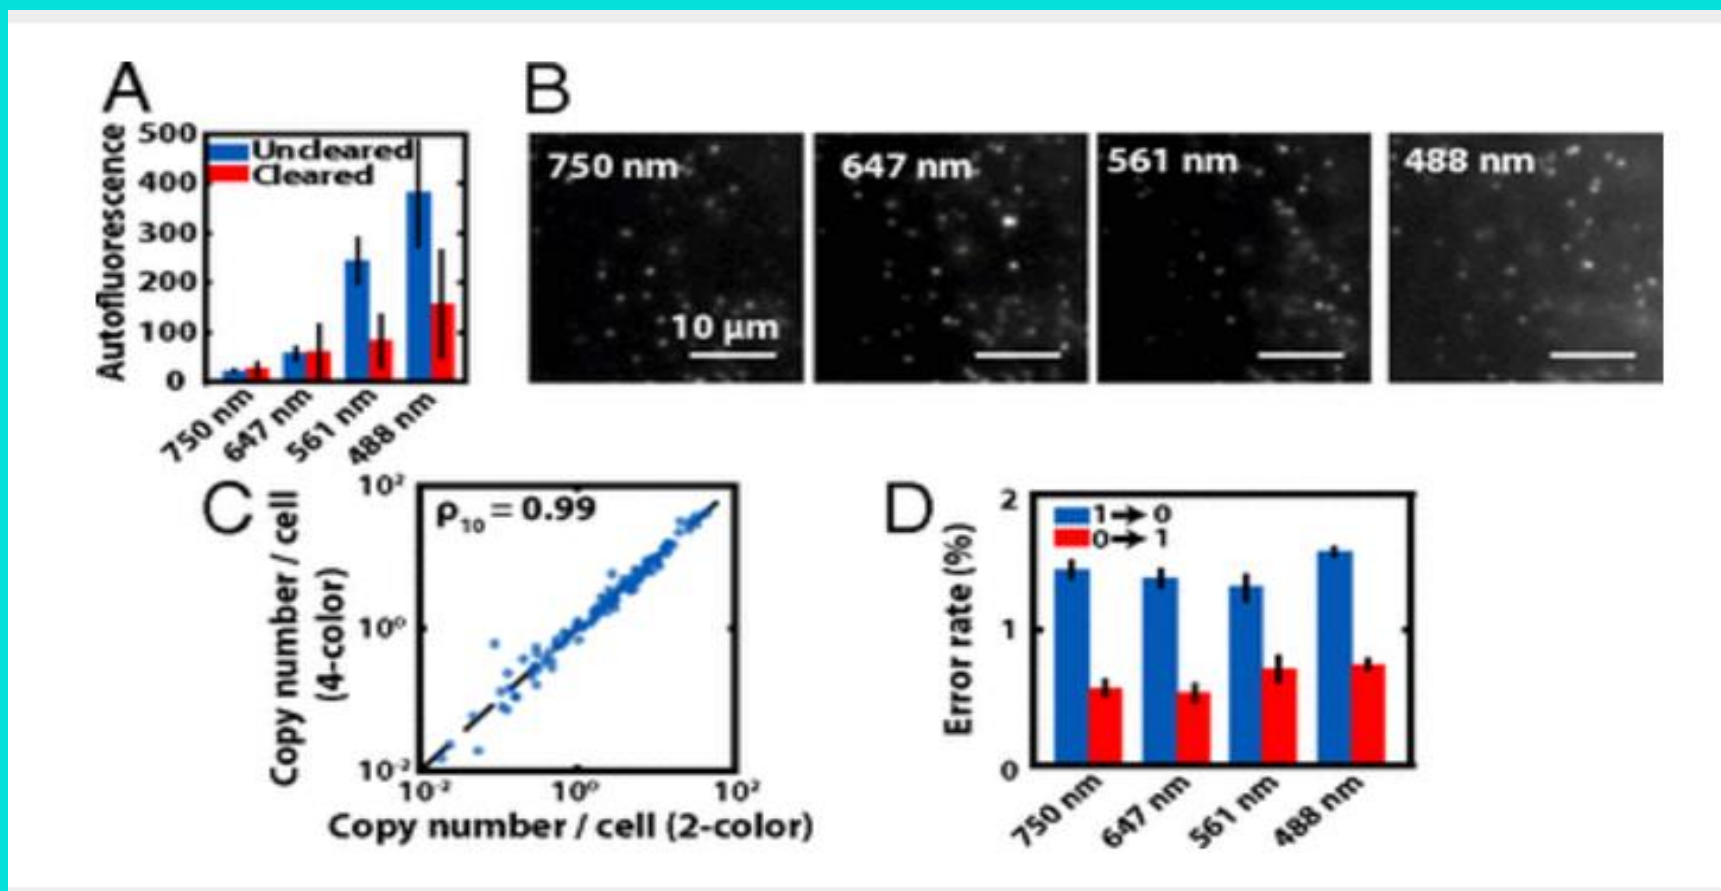 A
Autofluorescence
500
400
300
200
100
0
Uncleared
Cleared
750 nm
647 nm
561 nm
488 nm
B
750 nm
647 nm
561 nm
488 nm
10 μm
C
Copy number / cell
(4-color)
10²
10⁰
10⁻²
ρ₁₀ = 0.99
10⁻²
10⁰
10²
Copy number / cell (2-color)
D
Error rate (%)
2
1
0
1→0
0→1
750 nm
647 nm
561 nm
488 nm